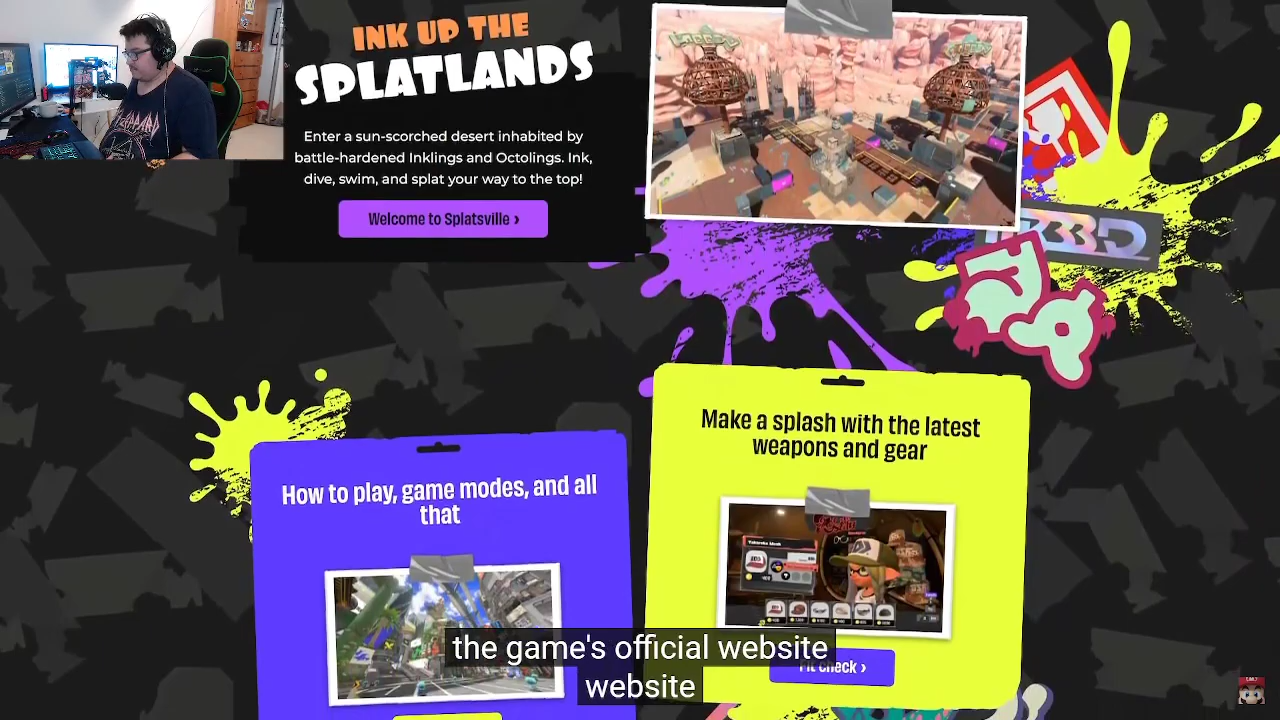 INK UP THE
SPLATLANDS
Enter a sun-scorched desert inhabited by
battle-hardened Inklings and Octolings. Ink,
dive, swim, and splat your way to the top!
Welcome to Splatsville ›
Make a splash with the latest
weapons and gear
How to play, game modes, and all
that
Fit check ›
the game's official website
website